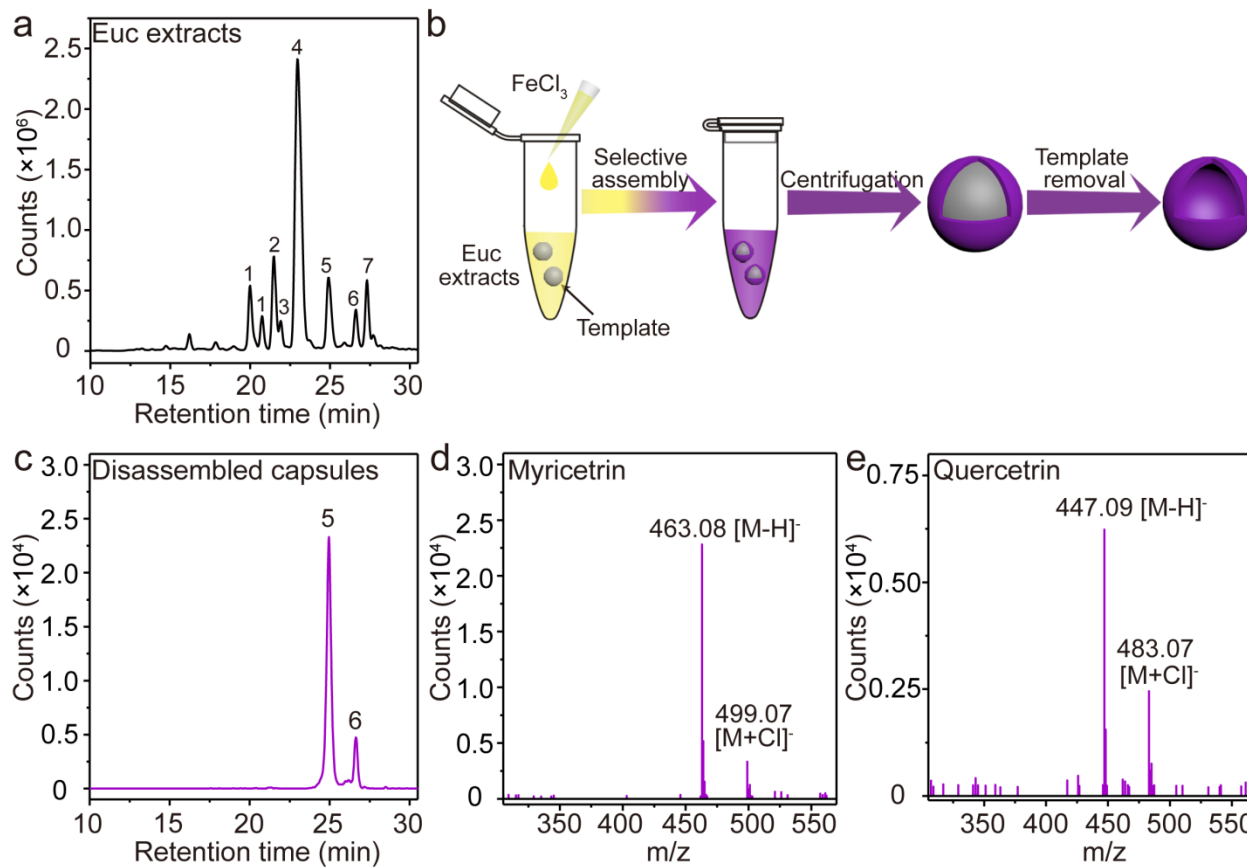 a
Euc extracts
Counts (×10⁶)
2.5
2.0
1.5
1.0
0.5
0
1
1
2
3
4
5
6
7
10
15
20
25
30
Retention time (min)
b
FeCl₃
Selective
assembly
Euc
extracts
Template
Centrifugation
Template
removal
c
Disassembled capsules
Counts (×10⁴)
3.0
2.5
2.0
1.5
1.0
0.5
0
5
6
10
15
20
25
30
Retention time (min)
d
Myricetrin
Counts (×10⁴)
3.0
2.5
2.0
1.5
1.0
0.5
0
463.08 [M-H]⁻
499.07
[M+Cl]⁻
350
400
450
500
550
m/z
e
Quercetrin
Counts (×10⁴)
0.75
0.50
0.25
0
447.09 [M-H]⁻
483.07
[M+Cl]⁻
350
400
450
500
550
m/z